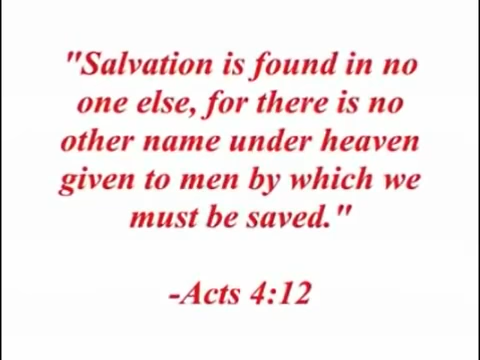 "Salvation is found in no
one else, for there is no
other name under heaven
given to men by which we
must be saved."
-Acts 4:12